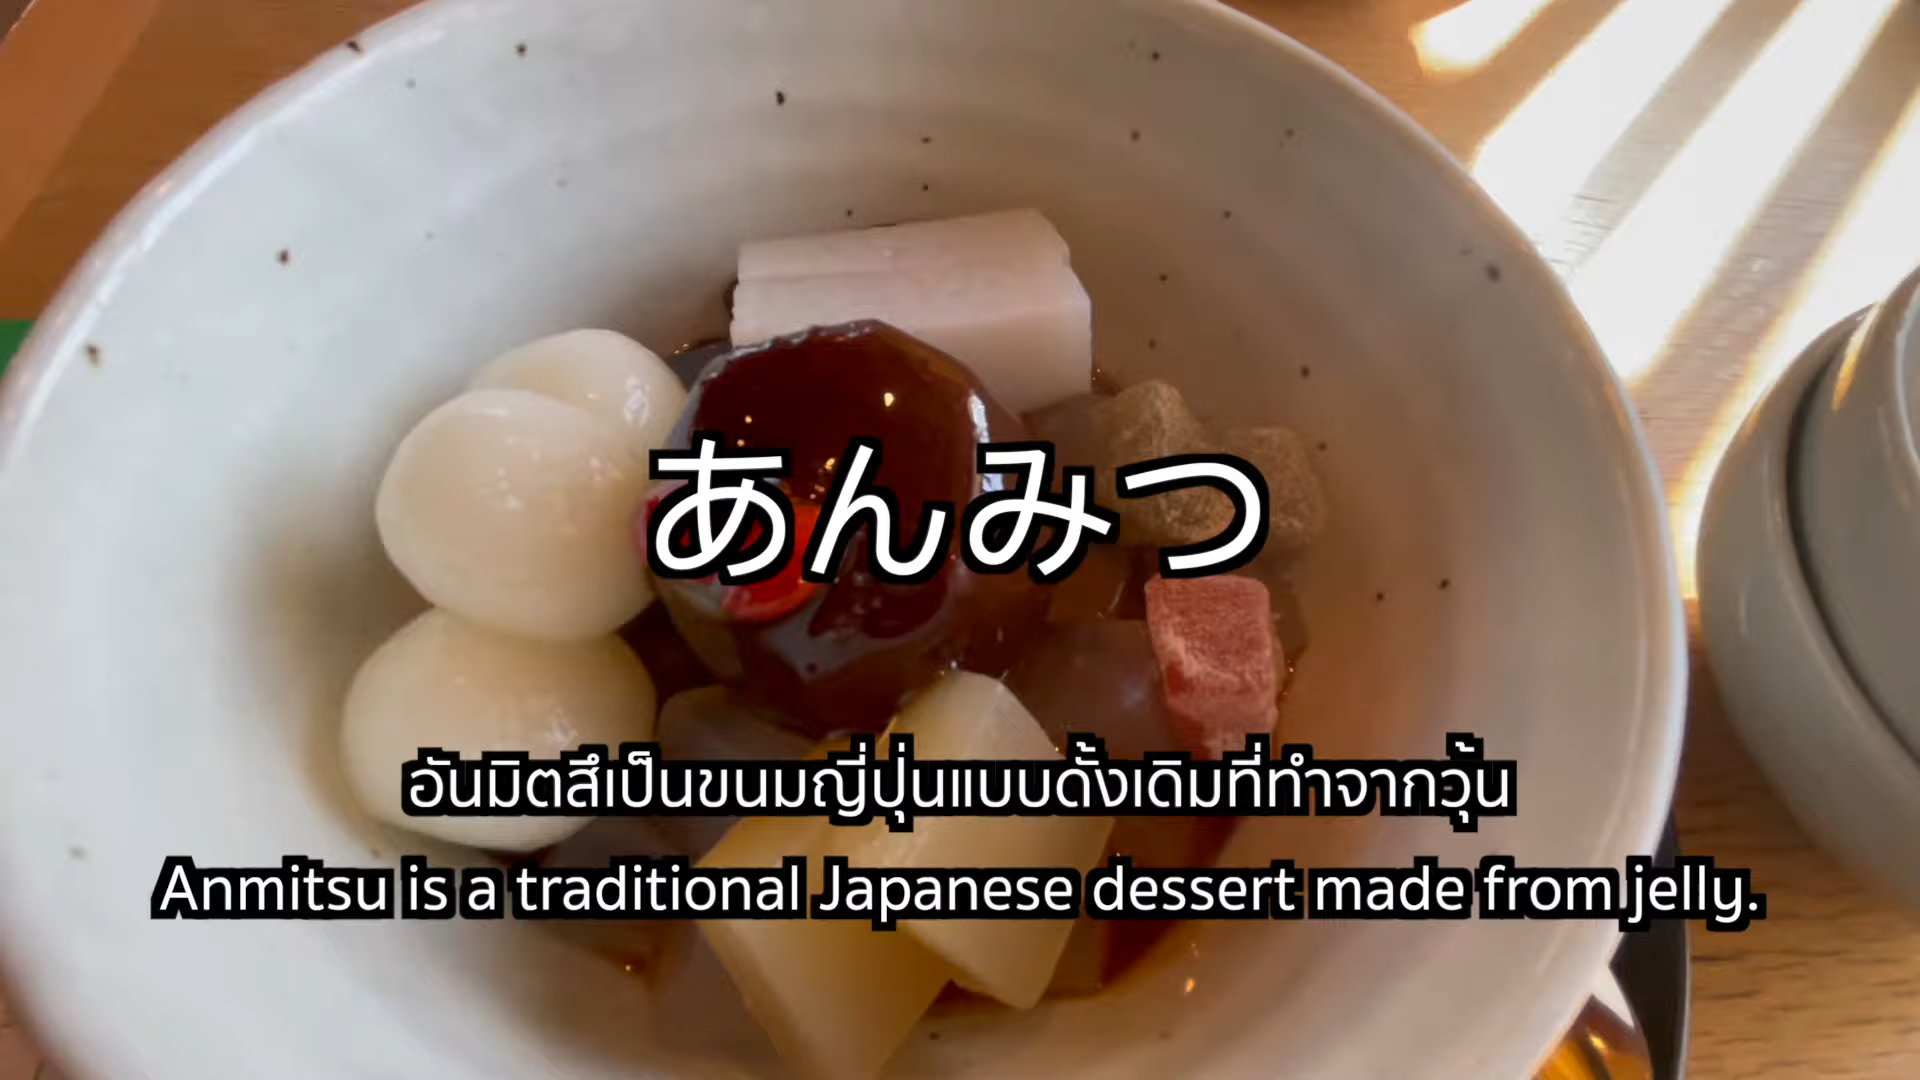 あんみつ
อันมิตสึเป็นขนมญี่ปุ่นแบบดั้งเดิมที่ทำจากวุ้น
Anmitsu is a traditional Japanese dessert made from jelly.